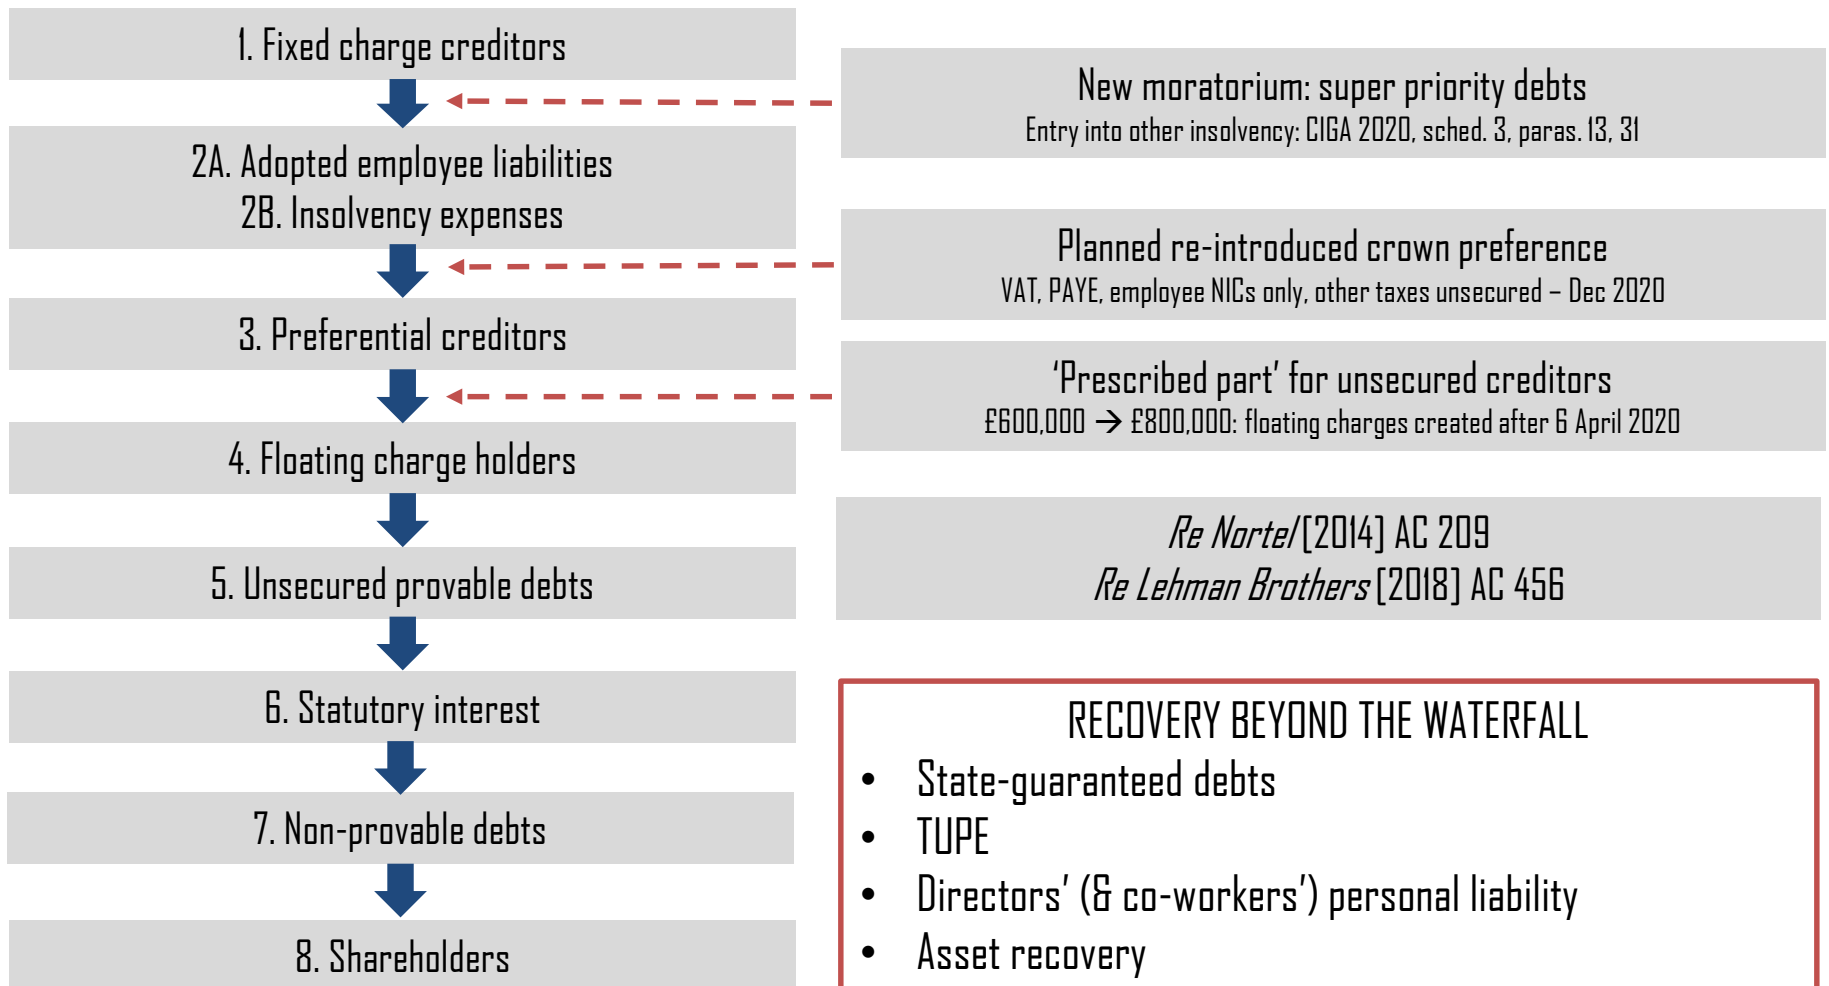 1. Fixed charge creditors
2A. Adopted employee liabilities
2B. Insolvency expenses
3. Preferential creditors
4. Floating charge holders
5. Unsecured provable debts
6. Statutory interest
7. Non-provable debts
8. Shareholders
New moratorium: super priority debts
Entry into other insolvency: CIGA 2020, sched. 3, paras. 13, 31
Planned re-introduced crown preference
VAT, PAYE, employee NICs only, other taxes unsecured – Dec 2020
‘Prescribed part’ for unsecured creditors
£600,000 → £800,000: floating charges created after 6 April 2020
Re Nortel [2014] AC 209
Re Lehman Brothers [2018] AC 456
RECOVERY BEYOND THE WATERFALL
• State-guaranteed debts
• TUPE
• Directors’ (& co-workers’) personal liability
• Asset recovery